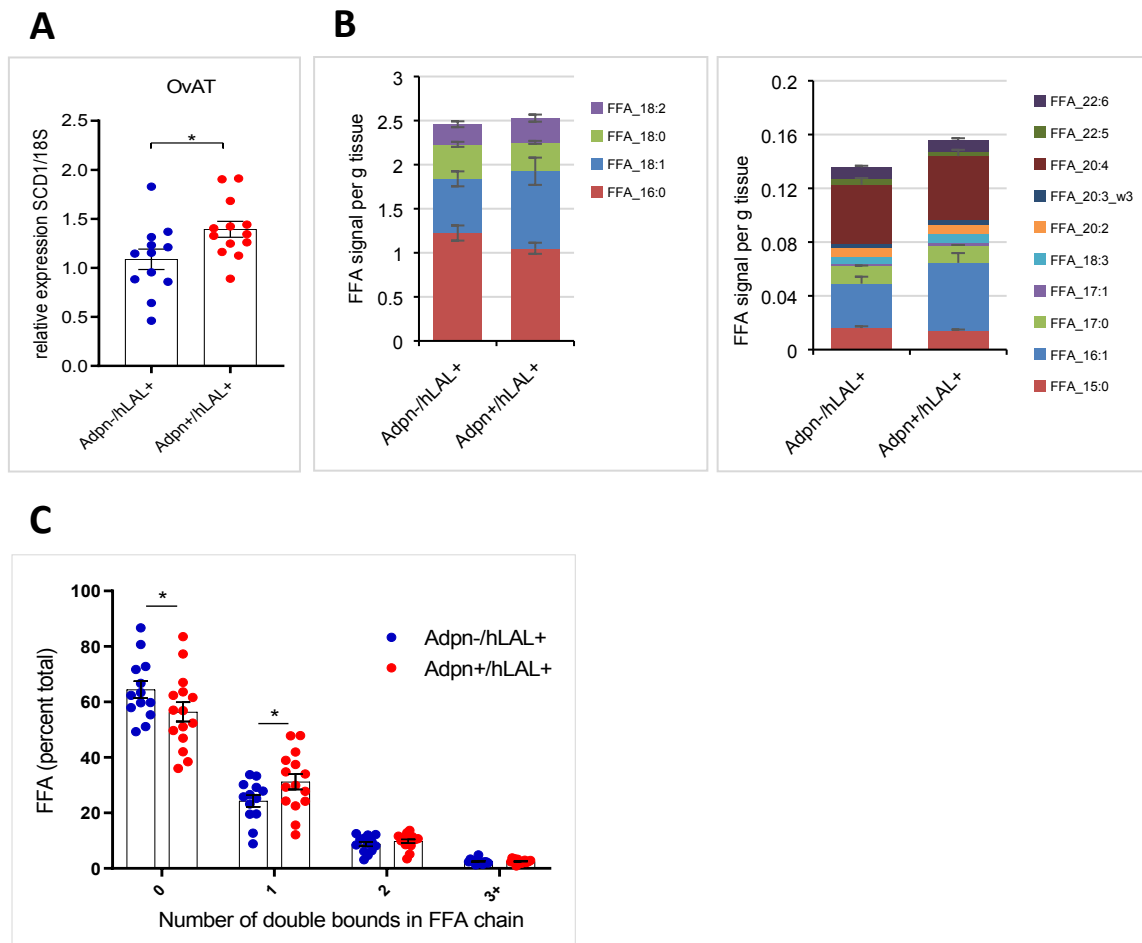 A
OvAT
*
relative expression SCD1/18S
2.5
2.0
1.5
1.0
0.5
0.0
Adpn-/hLAL+
Adpn+/hLAL+
B
FFA signal per g tissue
3
2.5
2
1.5
1
0.5
0
Adpn-/hLAL+
Adpn+/hLAL+
FFA_18:2
FFA_18:0
FFA_18:1
FFA_16:0
FFA signal per g tissue
0.2
0.16
0.12
0.08
0.04
0
Adpn-/hLAL+
Adpn+/hLAL+
FFA_22:6
FFA_22:5
FFA_20:4
FFA_20:3_w3
FFA_20:2
FFA_18:3
FFA_17:1
FFA_17:0
FFA_16:1
FFA_15:0
C
FFA (percent total)
100
80
60
40
20
0
*
*
Adpn-/hLAL+
Adpn+/hLAL+
0
1
2
3+
Number of double bounds in FFA chain